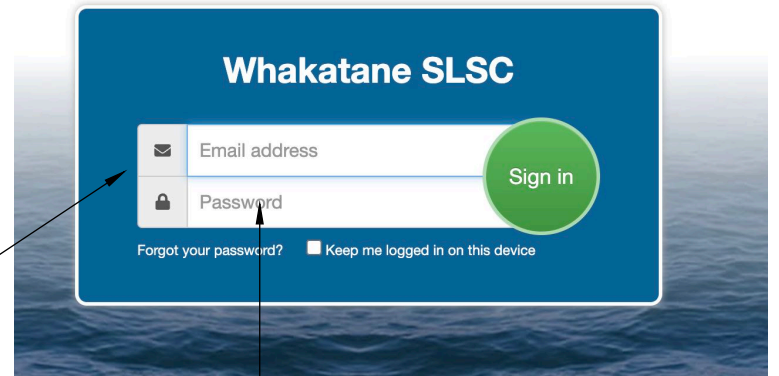 Whakatane SLSC
Email address
Sign in
Password
Forgot your password? Keep me logged in on this device